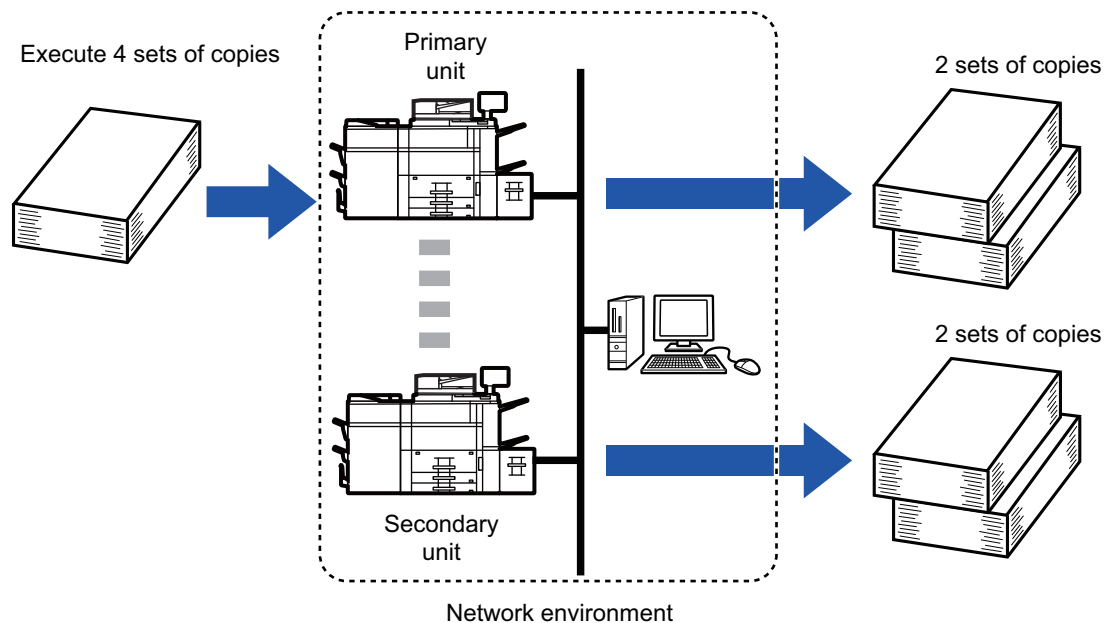 Execute 4 sets of copies
Primary
unit
2 sets of copies
2 sets of copies
Secondary
unit
Network environment